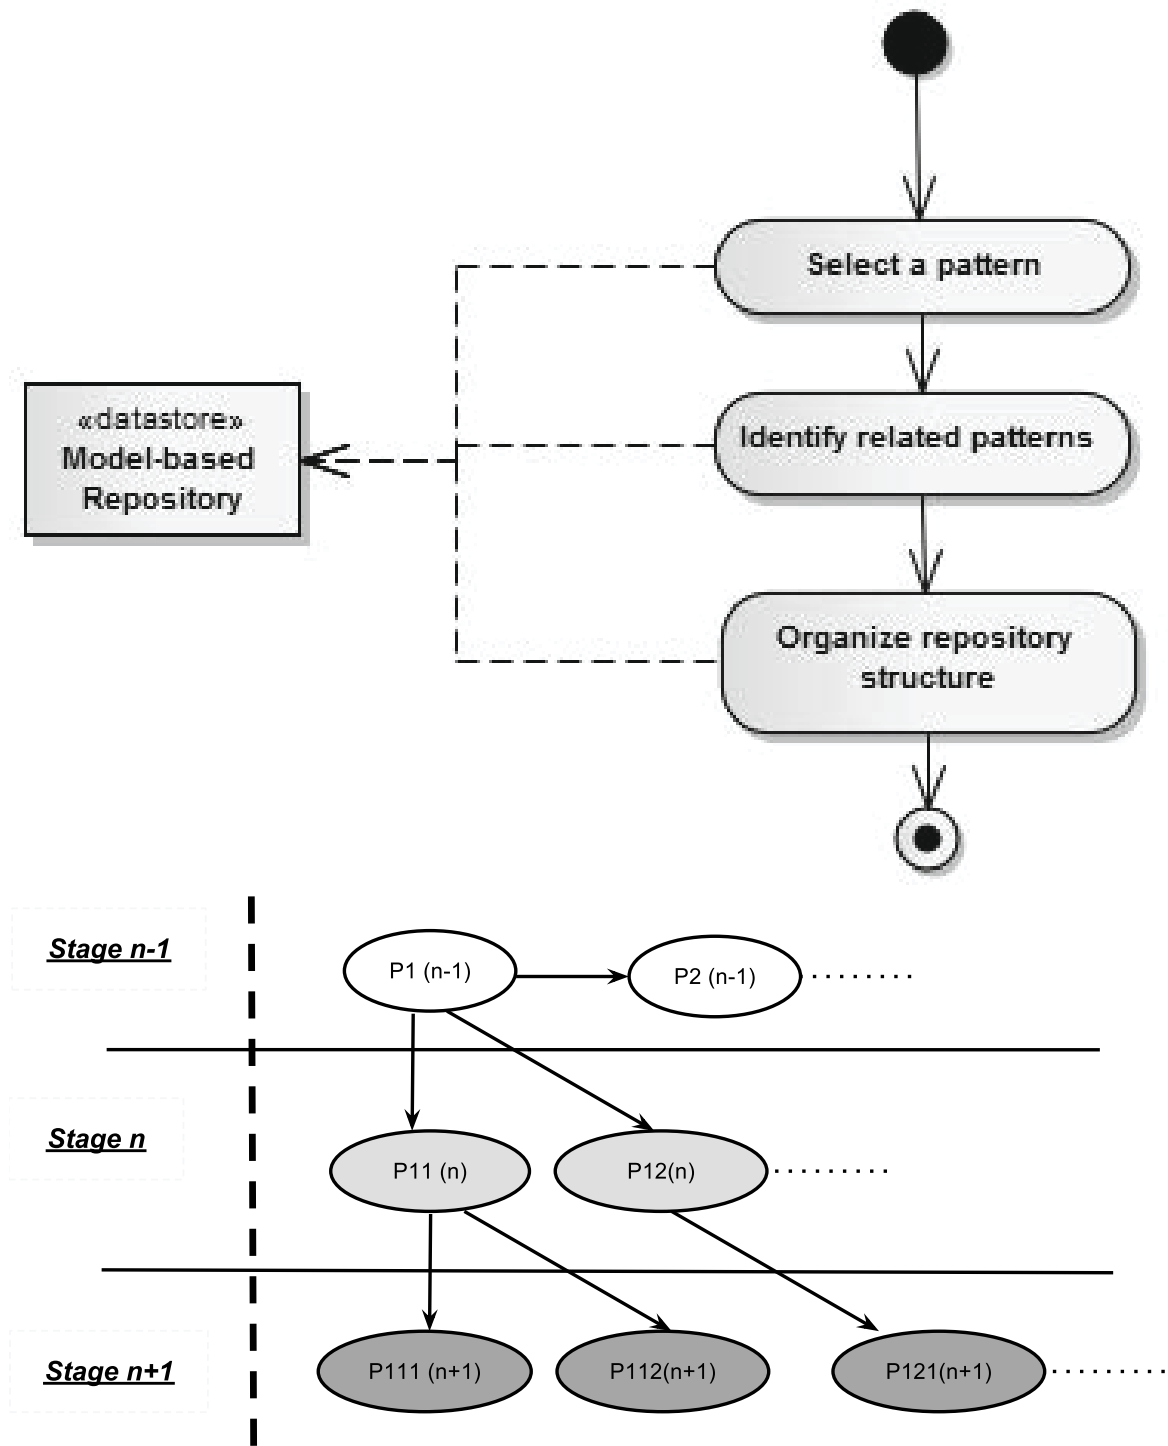 Select a pattern
«datastore»
Model-based
Repository
Identify related patterns
Organize repository
structure
Stage n-1
P1 (n-1)
P2 (n-1)
Stage n
P11 (n)
P12(n)
Stage n+1
P111 (n+1)
P112(n+1)
P121(n+1)